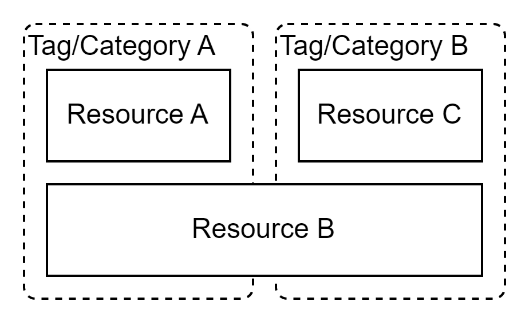 Tag/Category A
Tag/Category B
Resource A
Resource C
Resource B